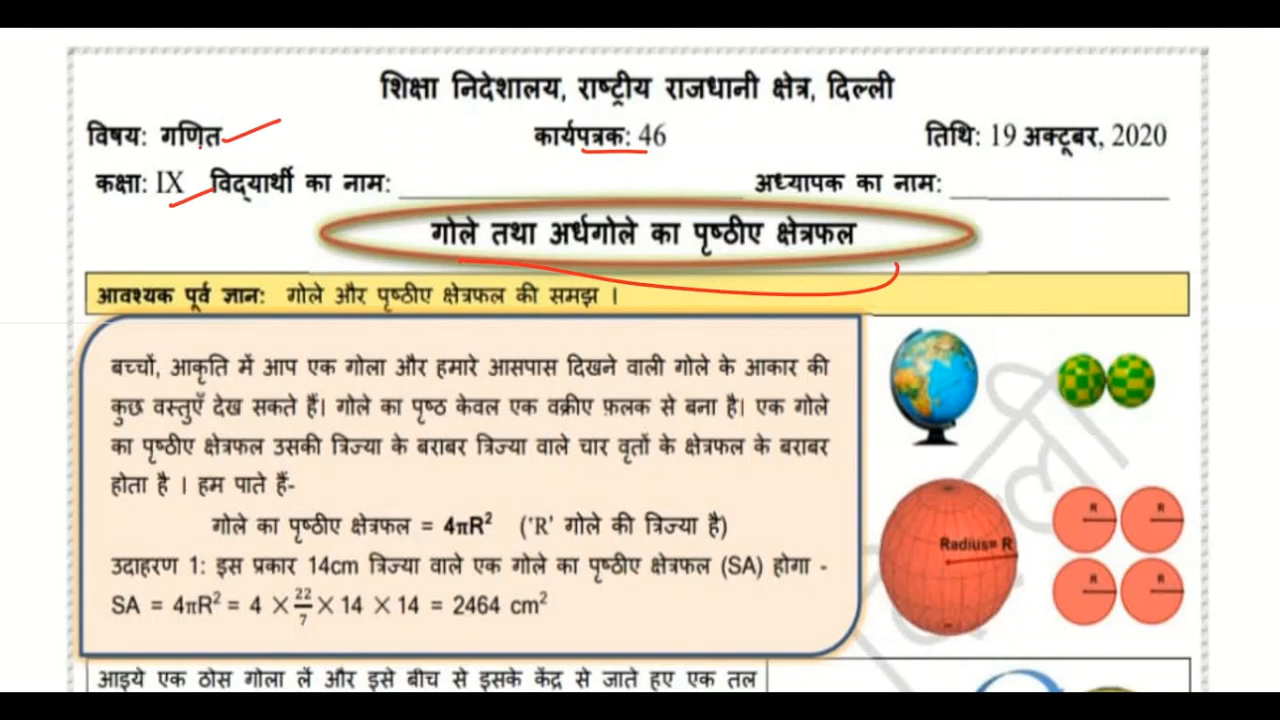 शिक्षा निदेशालय, राष्ट्रीय राजधानी क्षेत्र, दिल्ली
विषय: गणित कार्यपत्रक: 46 तिथि: 19 अक्टूबर, 2020
कक्षा: IX विद्यार्थी का नाम: अध्यापक का नाम:
गोले तथा अर्धगोले का पृष्ठीए क्षेत्रफल
आवश्यक पूर्व ज्ञान: गोले और पृष्ठीए क्षेत्रफल की समझ ।
बच्चों, आकृति में आप एक गोला और हमारे आसपास दिखने वाली गोले के आकार की
कुछ वस्तुएँ देख सकते हैं। गोले का पृष्ठ केवल एक वक्रीए फ़लक से बना है। एक गोले
का पृष्ठीए क्षेत्रफल उसकी त्रिज्या के बराबर त्रिज्या वाले चार वृतों के क्षेत्रफल के बराबर
होता है । हम पाते हैं-
गोले का पृष्ठीए क्षेत्रफल = 4πR² ('R' गोले की त्रिज्या है)
उदाहरण 1: इस प्रकार 14cm त्रिज्या वाले एक गोले का पृष्ठीए क्षेत्रफल (SA) होगा -
SA = 4πR² = 4 × 22/7 × 14 × 14 = 2464 cm²
Radius= R
R R
R R
आइये एक ठोस गोला लें और इसे बीच से इसके केंद्र से जाते हुए एक तल